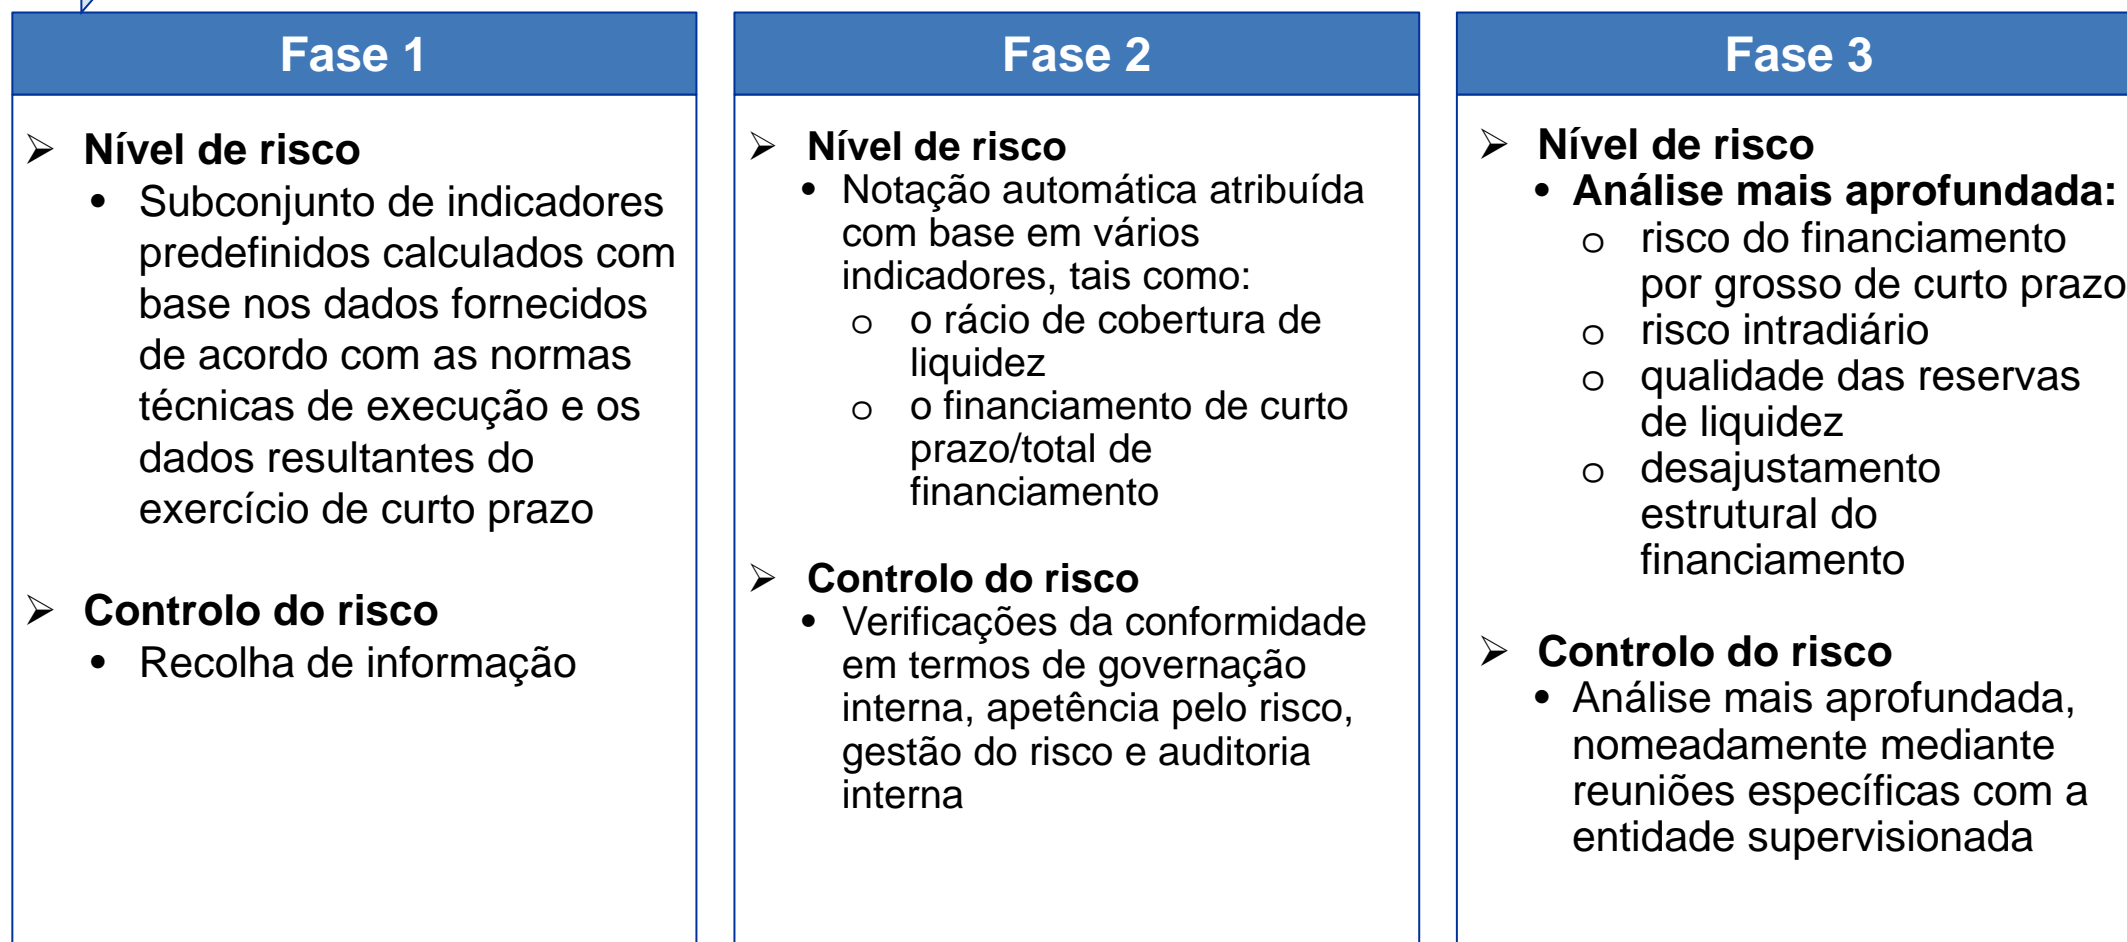 Fase 1
➢ Nível de risco
• Subconjunto de indicadores
predefinidos calculados com
base nos dados fornecidos
de acordo com as normas
técnicas de execução e os
dados resultantes do
exercício de curto prazo
➢ Controlo do risco
• Recolha de informação
Fase 2
➢ Nível de risco
• Notação automática atribuída
com base em vários
indicadores, tais como:
o o rácio de cobertura de
liquidez
o o financiamento de curto
prazo/total de
financiamento
➢ Controlo do risco
• Verificações da conformidade
em termos de governação
interna, apetência pelo risco,
gestão do risco e auditoria
interna
Fase 3
➢ Nível de risco
• Análise mais aprofundada:
o risco do financiamento
por grosso de curto prazo
o risco intradiário
o qualidade das reservas
de liquidez
o desajustamento
estrutural do
financiamento
➢ Controlo do risco
• Análise mais aprofundada,
nomeadamente mediante
reuniões específicas com a
entidade supervisionada